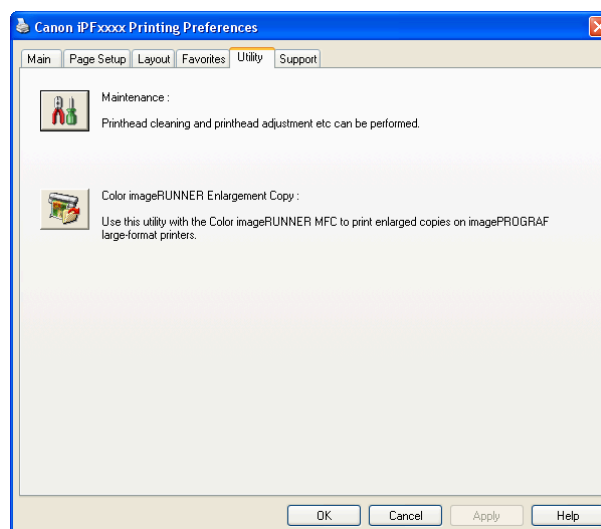 Canon iPFxxxx Printing Preferences
Main Page Setup Layout Favorites Utility Support
Maintenance :
Printhead cleaning and printhead adjustment etc can be performed.
Color imageRUNNER Enlargement Copy :
Use this utility with the Color imageRUNNER MFC to print enlarged copies on imagePROGRAF
large-format printers.
OK Cancel Apply Help